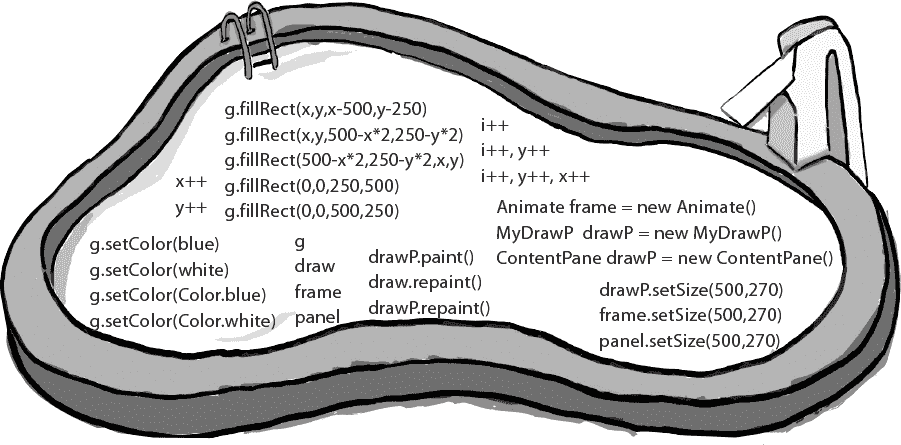 g.fillRect(x,y,x-500,y-250)
g.fillRect(x,y,500-x*2,250-y*2)
g.fillRect(500-x*2,250-y*2,x,y)
g.fillRect(0,0,250,500)
g.fillRect(0,0,500,250)
x++
y++
i++
i++, y++
i++, y++, x++
Animate frame = new Animate()
MyDrawP drawP = new MyDrawP()
ContentPane drawP = new ContentPane()
g.setColor(blue)
g.setColor(white)
g.setColor(Color.blue)
g.setColor(Color.white)
g
draw
frame
panel
drawP.paint()
draw.repaint()
drawP.repaint()
drawP.setSize(500,270)
frame.setSize(500,270)
panel.setSize(500,270)